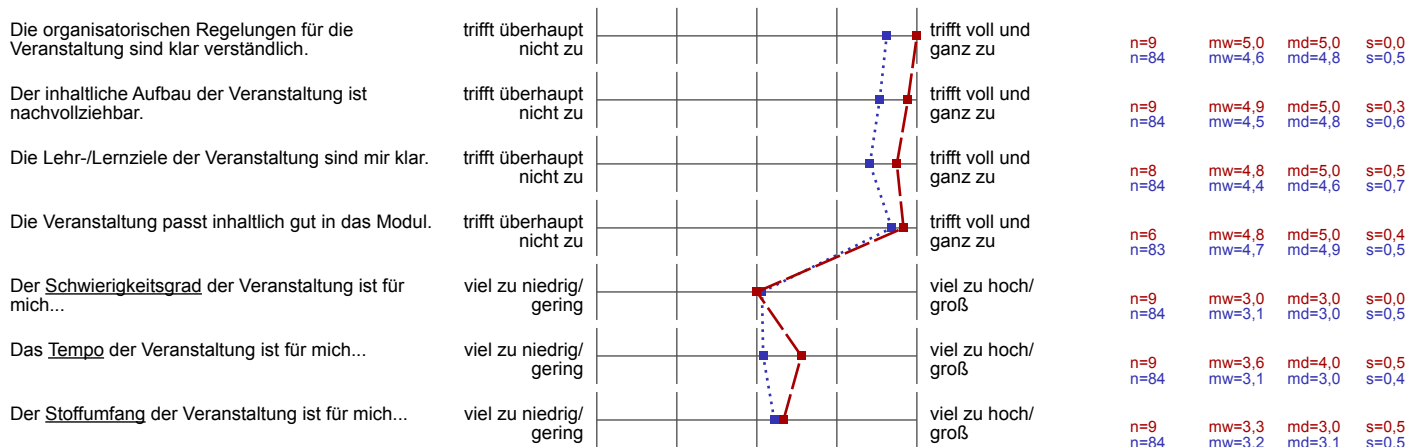 Die organisatorischen Regelungen für die
Veranstaltung sind klar verständlich.
trifft überhaupt
nicht zu
trifft voll und
ganz zu
n=9 mw=5,0 md=5,0 s=0,0
n=84 mw=4,6 md=4,8 s=0,5
Der inhaltliche Aufbau der Veranstaltung ist
nachvollziehbar.
trifft überhaupt
nicht zu
trifft voll und
ganz zu
n=9 mw=4,9 md=5,0 s=0,3
n=84 mw=4,5 md=4,8 s=0,6
Die Lehr-/Lernziele der Veranstaltung sind mir klar.
trifft überhaupt
nicht zu
trifft voll und
ganz zu
n=8 mw=4,8 md=5,0 s=0,5
n=84 mw=4,4 md=4,6 s=0,7
Die Veranstaltung passt inhaltlich gut in das Modul.
trifft überhaupt
nicht zu
trifft voll und
ganz zu
n=6 mw=4,8 md=5,0 s=0,4
n=83 mw=4,7 md=4,9 s=0,5
Der Schwierigkeitsgrad der Veranstaltung ist für
mich...
viel zu niedrig/
gering
viel zu hoch/
groß
n=9 mw=3,0 md=3,0 s=0,0
n=84 mw=3,1 md=3,0 s=0,5
Das Tempo der Veranstaltung ist für mich...
viel zu niedrig/
gering
viel zu hoch/
groß
n=9 mw=3,6 md=4,0 s=0,5
n=84 mw=3,1 md=3,0 s=0,4
Der Stoffumfang der Veranstaltung ist für mich...
viel zu niedrig/
gering
viel zu hoch/
groß
n=9 mw=3,3 md=3,0 s=0,5
n=84 mw=3,2 md=3,1 s=0,5